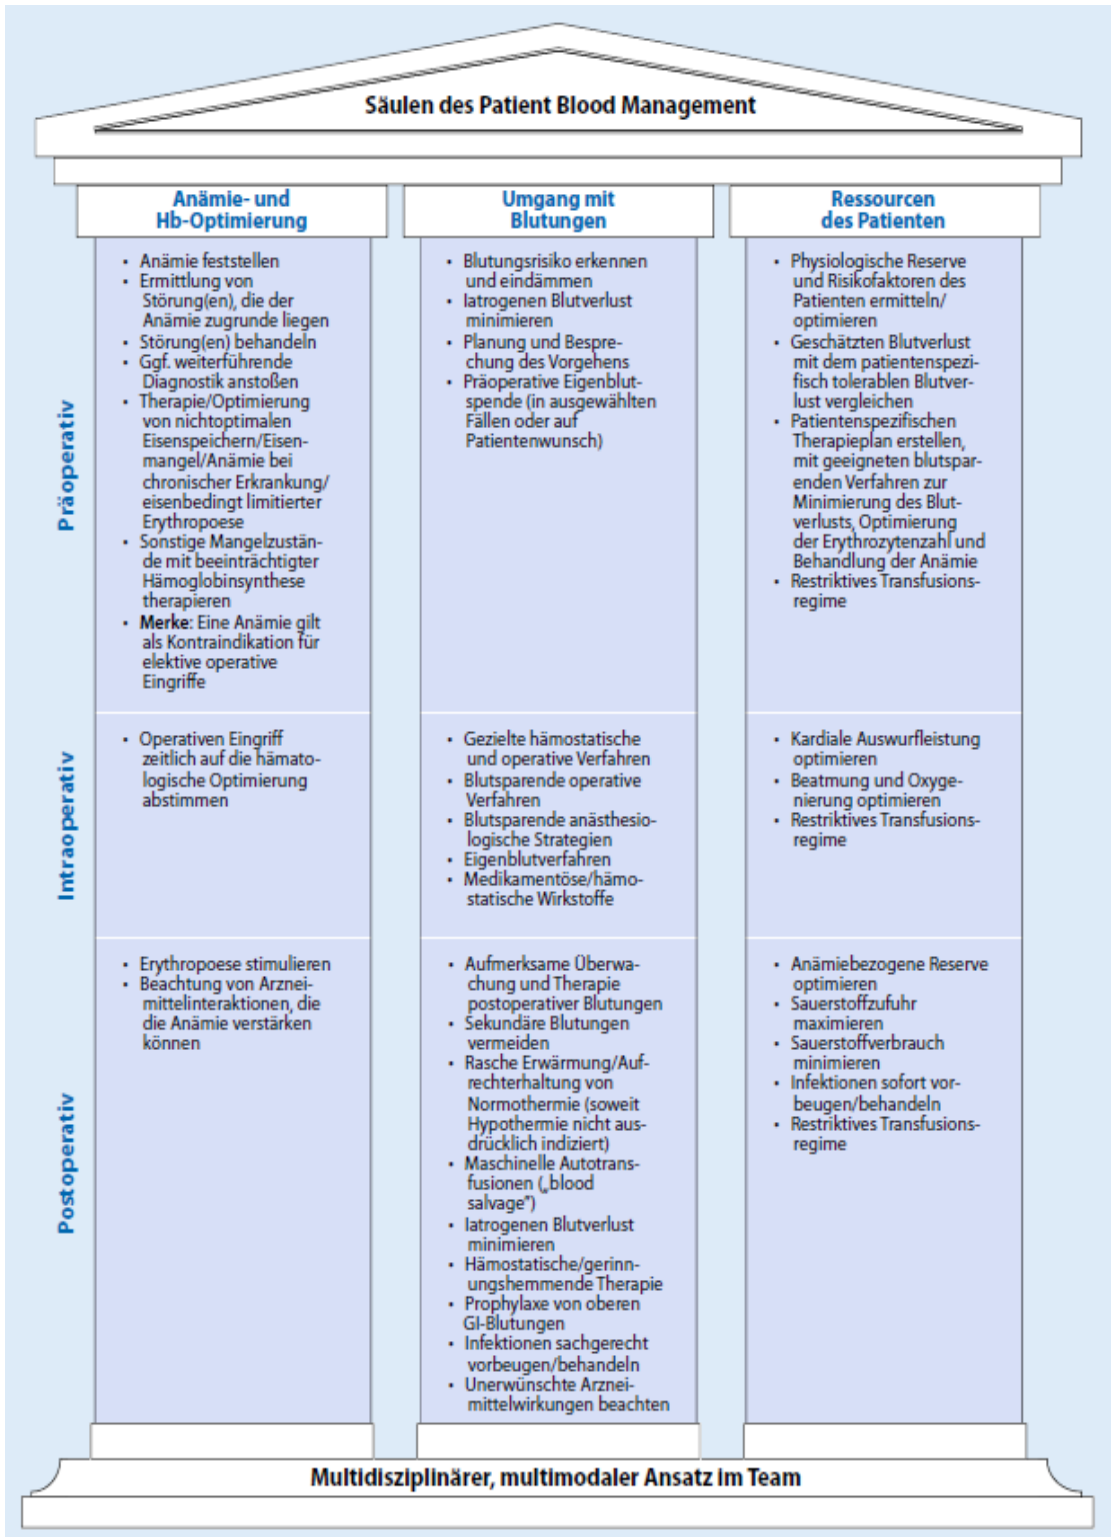 Säulen des Patient Blood Management
Anämie- und
Hb-Optimierung
Umgang mit
Blutungen
Ressourcen
des Patienten
Präoperativ
• Anämie feststellen
• Ermittlung von
Störung(en), die der
Anämie zugrunde liegen
• Störung(en) behandeln
• Ggf. weiterführende
Diagnostik anstoßen
• Therapie/Optimierung
von nichtoptimalen
Eisenspeichern/Eisen-
mangel/Anämie bei
chronischer Erkrankung/
eisenbedingt limitierter
Erythropoese
• Sonstige Mangelzustän-
de mit beeinträchtigter
Hämoglobinsynthese
therapieren
• Merke: Eine Anämie gilt
als Kontraindikation für
elektive operative
Eingriffe
• Blutungsrisiko erkennen
und eindämmen
• Iatrogenen Blutverlust
minimieren
• Planung und Bespre-
chung des Vorgehens
• Präoperative Eigenblut-
spende (in ausgewählten
Fällen oder auf
Patientenwunsch)
• Physiologische Reserve
und Risikofaktoren des
Patienten ermitteln/
optimieren
• Geschätzten Blutverlust
mit dem patientenspezi-
fisch tolerablen Blutver-
lust vergleichen
• Patientenspezifischen
Therapieplan erstellen,
mit geeigneten blutspar-
enden Verfahren zur
Minimierung des Blut-
verlusts, Optimierung
der Erythrozytenzahl und
Behandlung der Anämie
• Restriktives Transfusions-
regime
Intraoperativ
• Operativen Eingriff
zeitlich auf die hämato-
logische Optimierung
abstimmen
• Gezielte hämostatische
und operative Verfahren
• Blutsparende operative
Verfahren
• Blutsparende anästhesio-
logische Strategien
• Eigenblutverfahren
• Medikamentöse/hämo-
statische Wirkstoffe
• Kardiale Auswurfleistung
optimieren
• Beatmung und Oxyge-
nierung optimieren
• Restriktives Transfusions-
regime
Postoperativ
• Erythropoese stimulieren
• Beachtung von Arznei-
mittelinteraktionen, die
die Anämie verstärken
können
• Aufmerksame Überwa-
chung und Therapie
postoperativer Blutungen
• Sekundäre Blutungen
vermeiden
• Rasche Erwärmung/Auf-
rechterhaltung von
Normothermie (soweit
Hypothermie nicht aus-
drücklich indiziert)
• Maschinelle Autotrans-
fusionen („blood
salvage“)
• Iatrogenen Blutverlust
minimieren
• Hämostatische/gerinn-
ungshemmende Therapie
• Prophylaxe von oberen
GI-Blutungen
• Infektionen sachgerecht
vorbeugen/behandeln
• Unerwünschte Arznei-
mittelwirkungen beachten
• Anämiebezogene Reserve
optimieren
• Sauerstoffzufuhr
maximieren
• Sauerstoffverbrauch
minimieren
• Infektionen sofort vor-
beugen/behandeln
• Restriktives Transfusions-
regime
Multidisziplinärer, multimodaler Ansatz im Team